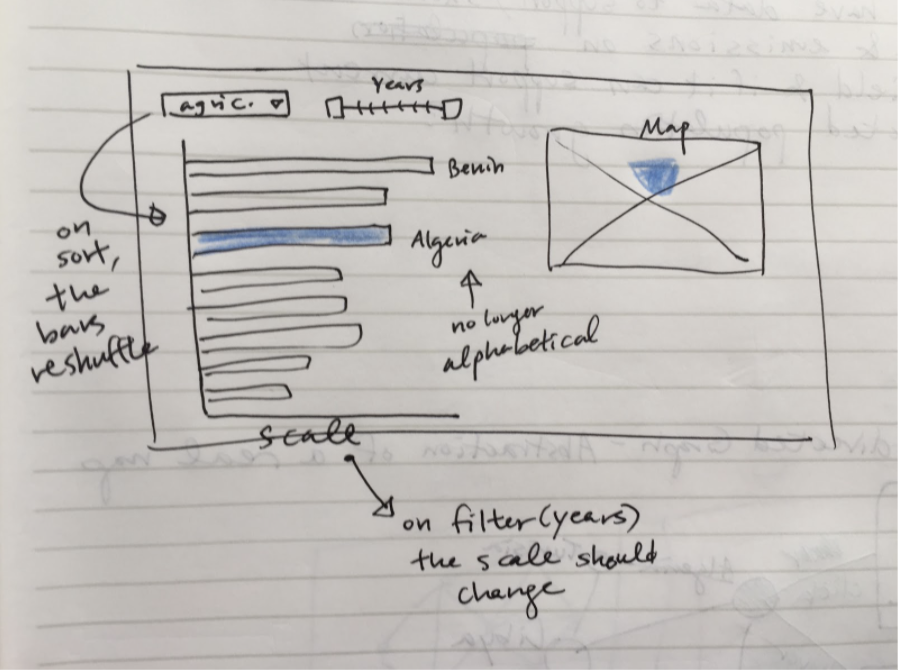 agric.
Years
Map
Benin
Algeria
on
sort,
the
bars
reshuffle
no longer
alphabetical
scale
on filter (years)
the scale should
change